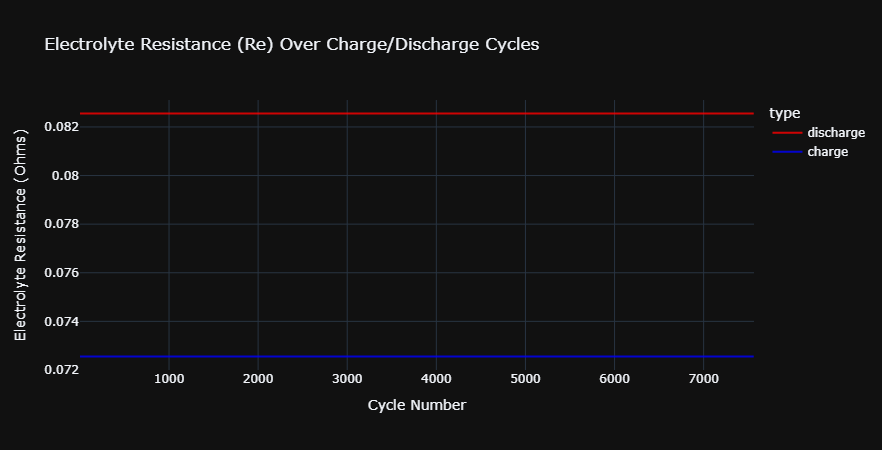 Electrolyte Resistance (Re) Over Charge/Discharge Cycles
Electrolyte Resistance (Ohms)
0.082
0.08
0.078
0.076
0.074
0.072
1000 2000 3000 4000 5000 6000 7000
Cycle Number
type
discharge
charge